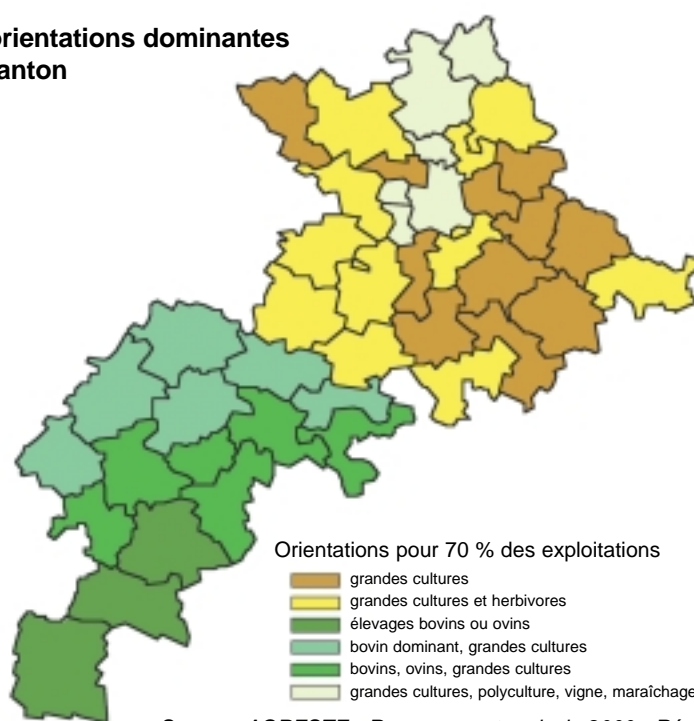 orientations dominantes
anton
Orientations pour 70 % des exploitations
grandes cultures
grandes cultures et herbivores
élevages bovins ou ovins
bovin dominant, grandes cultures
bovins, ovins, grandes cultures
grandes cultures, polyculture, vigne, maraîchage